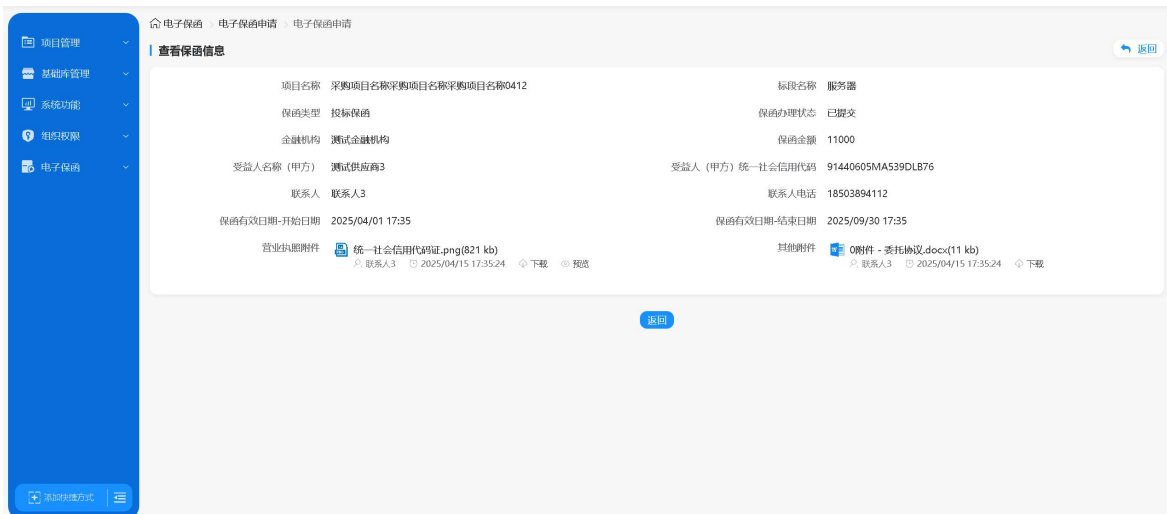 电子保函 > 电子保函申请 > 电子保函申请
项目管理
基础库管理
系统功能
组织权限
电子保函
添加快捷方式
查看保函信息
返回
项目名称 采购项目名称采购项目名称采购项目名称0412 标段名称 服务器
保函类型 投标保函 保函办理状态 已提交
金融机构 测试金融机构 保函金额 11000
受益人名称（甲方） 测试供应商3 受益人（甲方）统一社会信用代码 91440605MA539DLB76
联系人 联系人3 联系人电话 18503894112
保函有效日期-开始日期 2025/04/01 17:35 保函有效日期-结束日期 2025/09/30 17:35
营业执照附件 统一社会信用代码证.png(821 kb) 其他附件 0附件 - 委托协议.docx(11 kb)
联系人3 2025/04/15 17:35:24 下载 预览 联系人3 2025/04/15 17:35:24 下载
返回